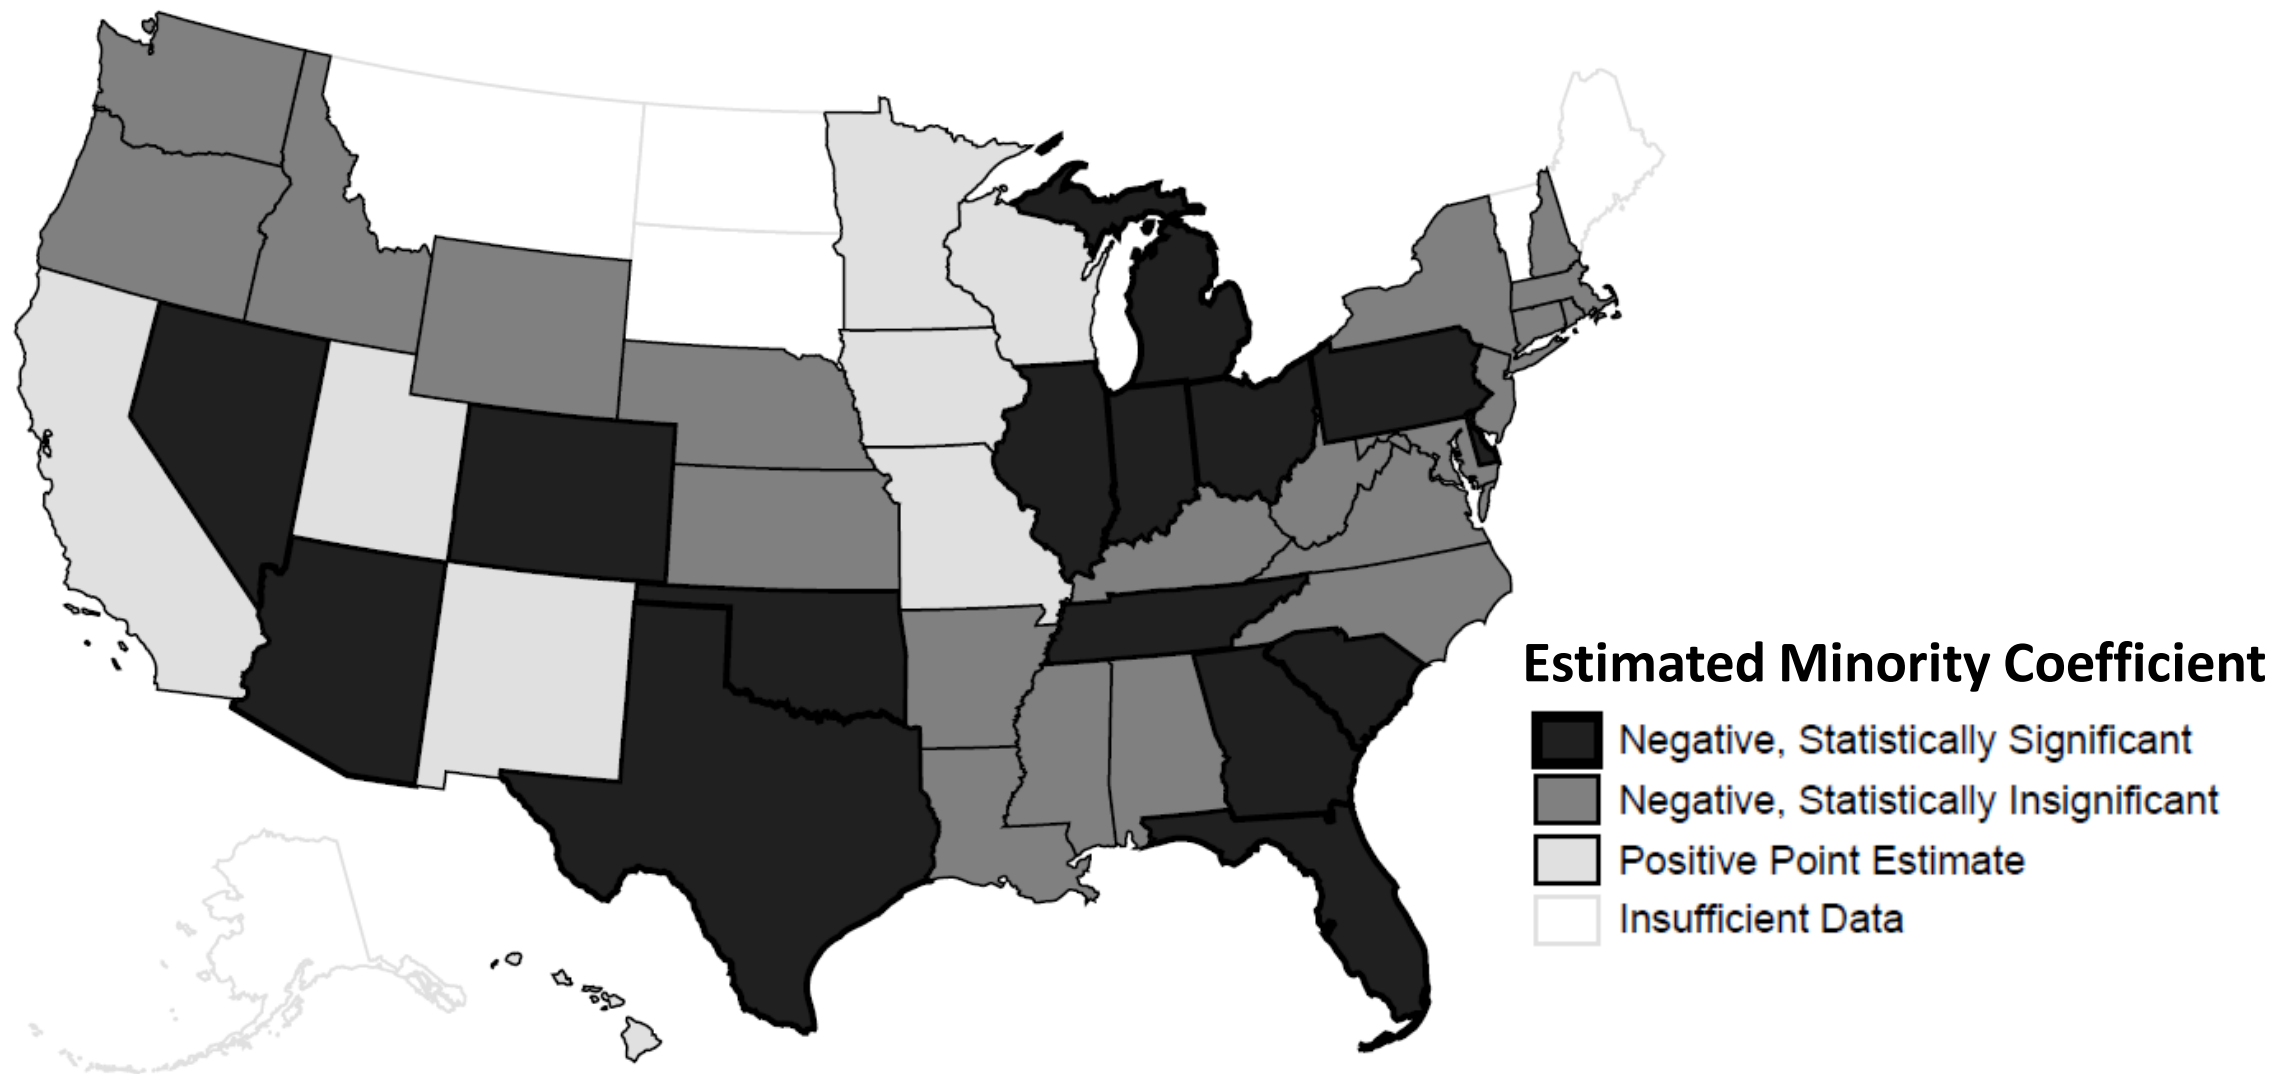 Estimated Minority Coefficient
Negative, Statistically Significant
Negative, Statistically Insignificant
Positive Point Estimate
Insufficient Data